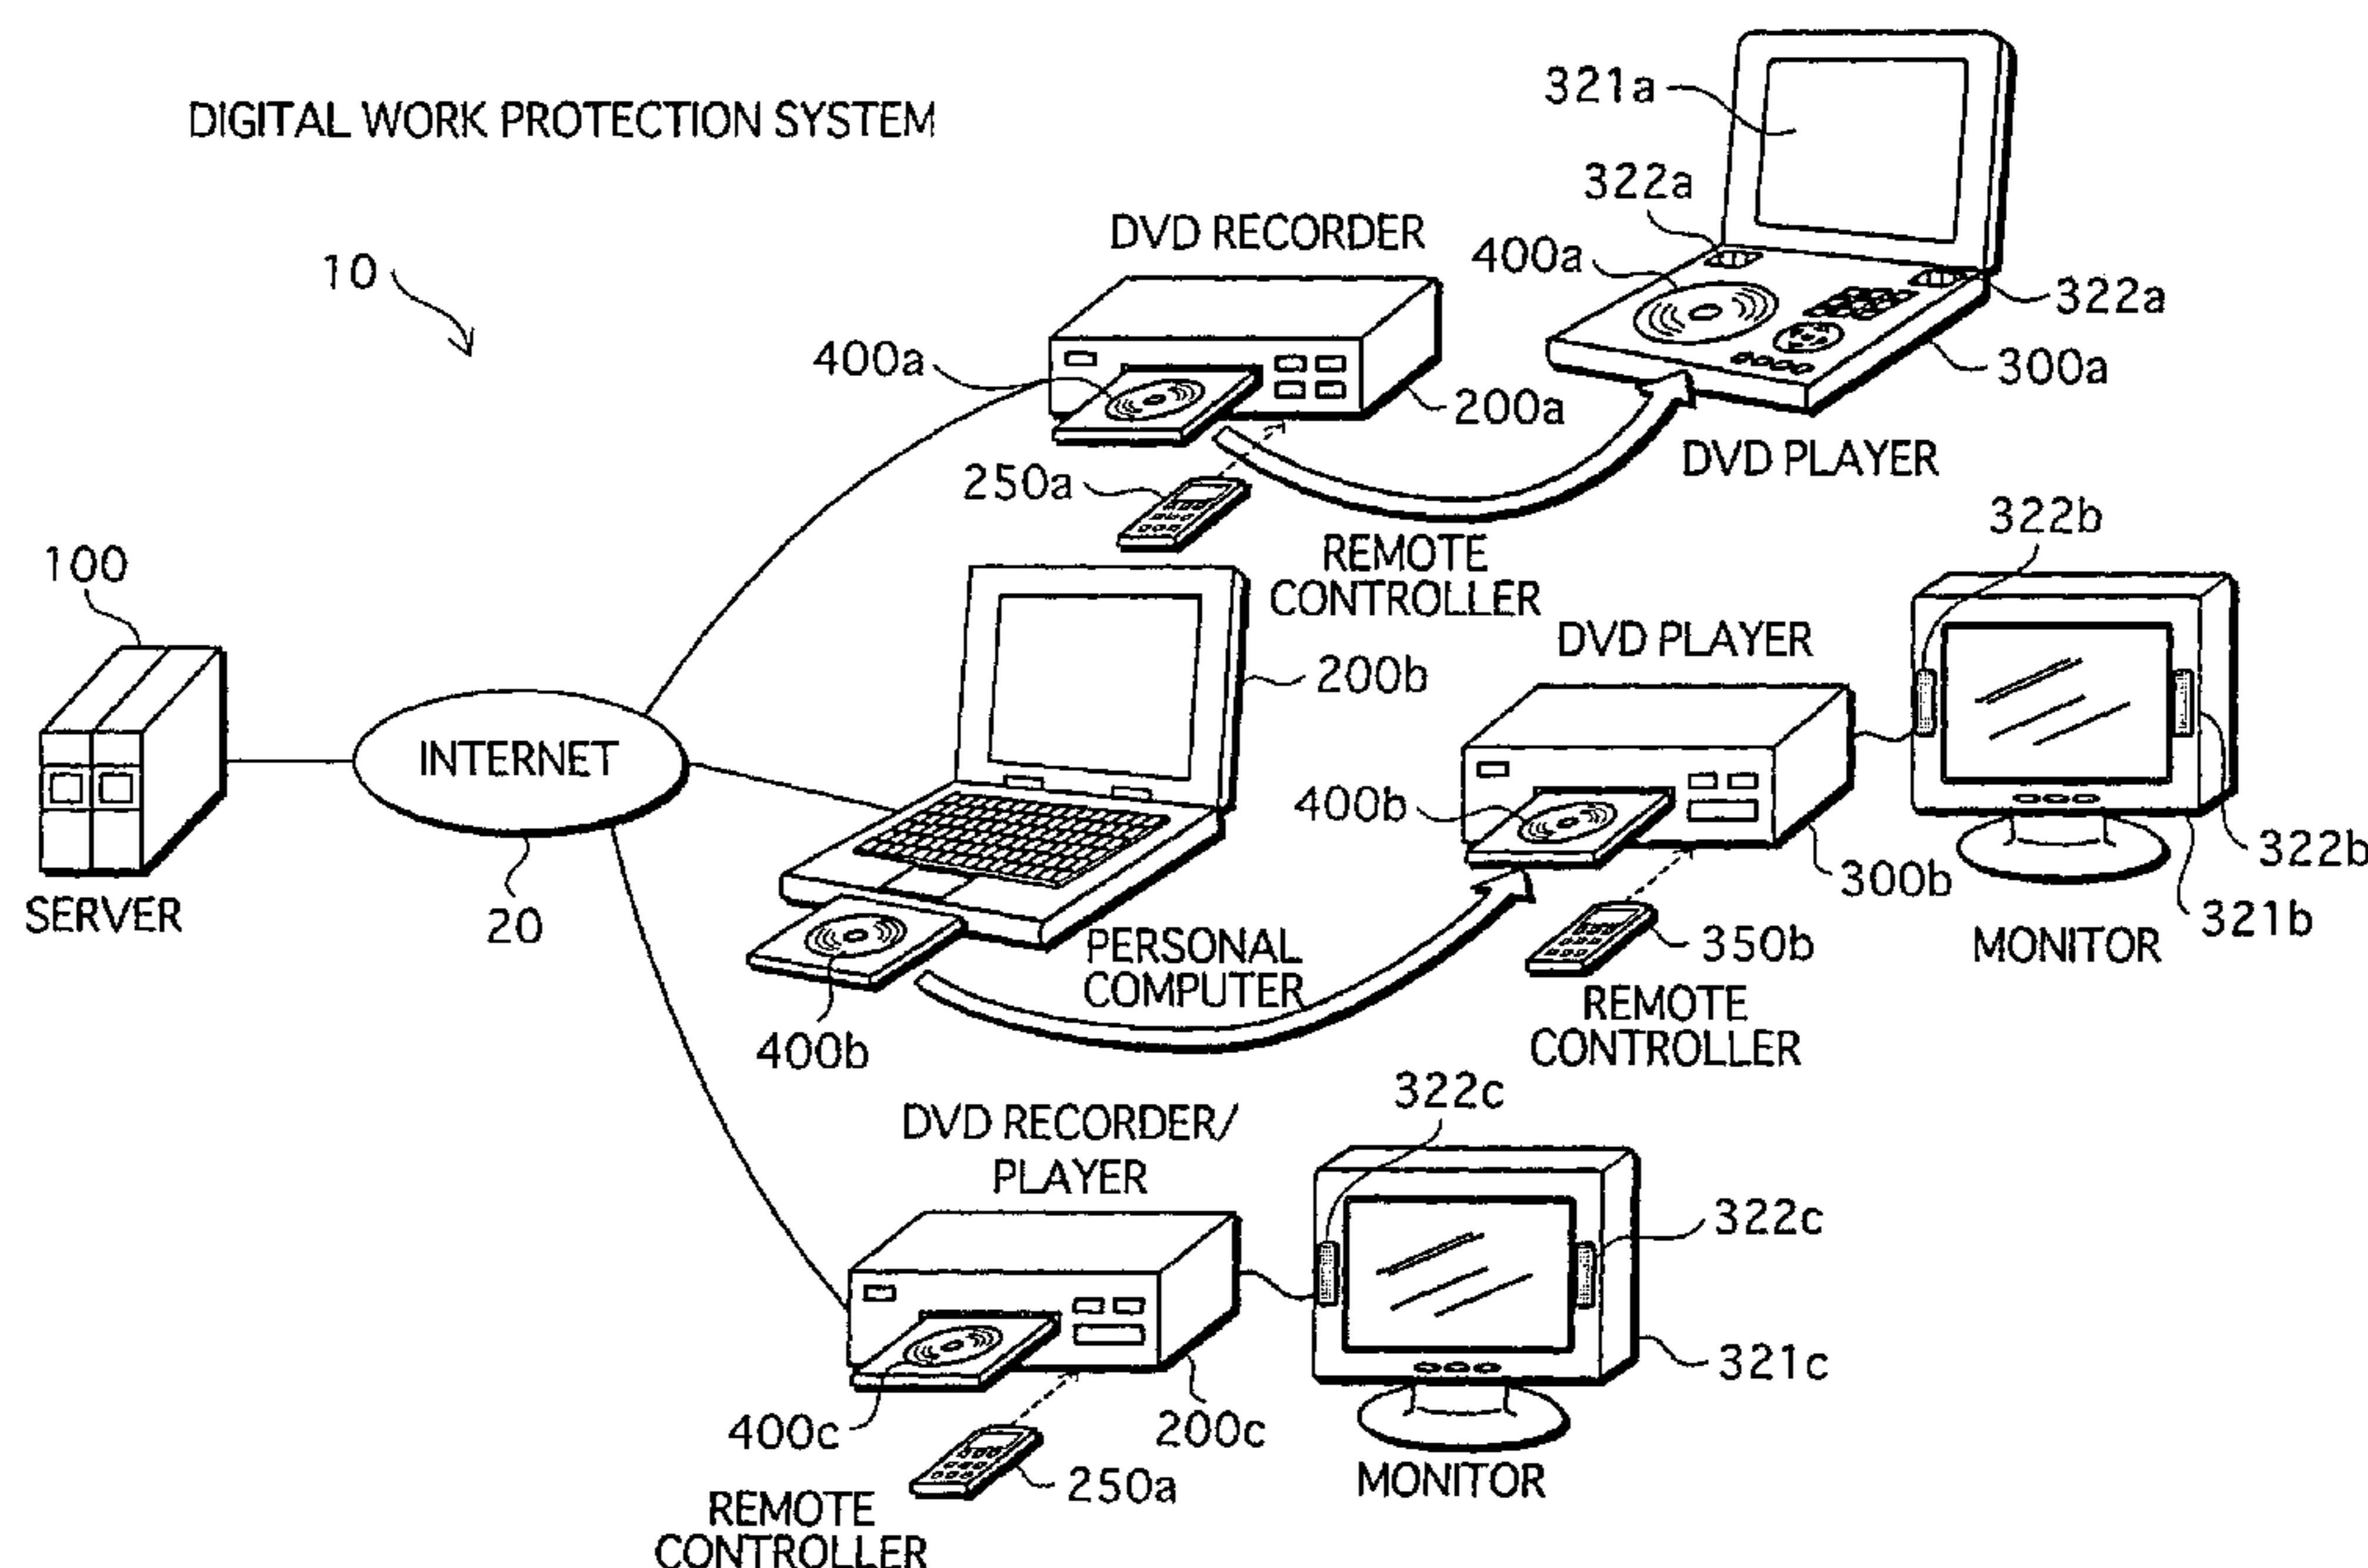 DIGITAL WORK PROTECTION SYSTEM
10
321a
322a
DVD RECORDER
400a
322a
400a
300a
200a
DVD PLAYER
250a
REMOTE
CONTROLLER
322b
100
DVD PLAYER
200b
INTERNET
400b
322b
300b
321b
SERVER
20
PERSONAL
COMPUTER
350b
MONITOR
REMOTE
CONTROLLER
400b
322c
DVD RECORDER/
PLAYER
322c
321c
400c
200c
250a
MONITOR
REMOTE
CONTROLLER